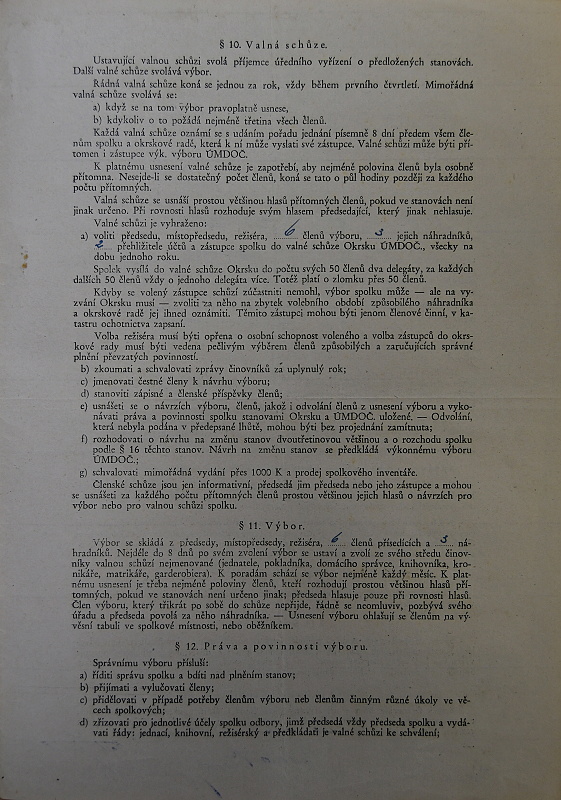 § 10. Valná schůze.
Ustavující valnou schůzi svolá příjemce úředního vyřízení o předložených stanovách.
Další valné schůze svolává výbor.
Řádná valná schůze koná se jednou za rok, vždy během prvního čtvrtletí. Mimořádná
valná schůze svolává se:
a) když se na tom výbor pravoplatně usnese,
b) kdykoliv o to požádá nejméně třetina všech členů.
Každá valná schůze oznámí se s udáním pořadu jednání písemně 8 dní předem všem čle-
nům spolku a okrskové radě, která k ní může vyslati své zástupce. Valné schůzi může býti pří-
tomen i zástupce výk. výboru ÚMDOČ.
K platnému usnesení valné schůze je zapotřebí, aby nejméně polovina členů byla osobně
přítomna. Nesejde-li se dostatečný počet členů, koná se tato o půl hodiny později za každého
počtu přítomných.
Valná schůze se usnáší prostou většinou hlasů přítomných členů, pokud ve stanovách není
jinak určeno. Při rovnosti hlasů rozhoduje svým hlasem předsedající, který jinak nehlasuje.
Valné schůzi je vyhraženo:
a) voliti předsedu, místopředsedu, režiséra, 6 členů výboru, 3 jejich náhradníků,
2 přehlížitele účtů a zástupce spolku do valné schůze Okrsku ÚMDOČ., všecky na
dobu jednoho roku.
Spolek vysílá do valné schůze Okrsku do počtu svých 50 členů dva delegáty, za každých
dalších 50 členů vždy o jednoho delegáta více. Totéž platí o zlomku přes 50 členů.
Kdyby se volený zástupce schůzí zúčastniti nemohl, výbor spolku může — ale na vy-
zvání Okrsku musí — zvoliti za něho na zbytek volebního období způsobilého náhradníka
a okrskové radě jej ihned oznámiti. Těmito zástupci mohou býti jenom členové činní, v ka-
tastru ochotnictva zapsaní.
Volba režiséra musí býti opřena o osobní schopnost voleného a volba zástupců do okrs-
kové rady musí býti vedena pečlivým výběrem členů způsobilých a zaručujících správné
plnění převzatých povinností.
b) zkoumati a schvalovati zprávy činovníků za uplynulý rok;
c) jmenovati čestné členy k návrhu výboru;
d) stanoviti zápisné a členské příspěvky členů;
e) usnášeti se o návrzích výboru, členů, jakož i odvolání členů z usnesení výboru a vyko-
návati práva a povinnosti spolku stanovami Okrsku a ÚMDOČ. uložené. — Odvolání,
která nebyla podána v předepsané lhůtě, mohou býti bez projednání zamítnuta;
f) rozhodovati o návrhu na změnu stanov dvoutřetinovou většinou a o rozchodu spolku
podle § 16 těchto stanov. Návrh na změnu stanov se předkládá výkonnému výboru
ÚMDOČ.;
g) schvalovati mimořádná vydání přes 1000 K a prodej spolkového inventáře.
Členské schůze jsou jen informativní, předsedá jim předseda nebo jeho zástupce a mohou
se usnášeti za každého počtu přítomných členů prostou většinou jejich hlasů o návrzích pro
výbor nebo pro valnou schůzi spolku.
§ 11. Výbor.
Výbor se skládá z předsedy, místopředsedy, režiséra, 6 členů přísedících a 3 ná-
hradníků. Nejdéle do 8 dnů po svém zvolení výbor se ustaví a zvolí ze svého středu činov-
níky valnou schůzí nejmenované (jednatele, pokladníka, domácího správce, knihovníka, kro-
nikáře, matrikáře, garderobiera). K poradám schází se výbor nejméně každý měsíc. K plat-
nému usnesení je třeba nejméně poloviny členů, kteří rozhodují prostou většinou hlasů pří-
tomných, pokud ve stanovách není určeno jinak; předseda hlasuje pouze při rovnosti hlasů.
Člen výboru, který třikrát po sobě do schůze nepřijde, řádně se neomluviv, pozbývá svého
úřadu a předseda povolá za něho náhradníka. — Usnesení výboru ohlašují se členům na vý-
věsní tabuli ve spolkové místnosti, nebo oběžníkem.
§ 12. Práva a povinnosti výboru.
Správnímu výboru přísluší:
a) říditi správu spolku a bdíti nad plněním stanov;
b) přijímati a vylučovati členy;
c) přidělovati v případě potřeby členům výboru neb členům činným různé úkoly ve vě-
cech spolkových;
d) zřizovati pro jednotlivé účely spolku odbory, jimž předsedá vždy předseda spolku a vydá-
vati řády: jednací, knihovní, režisérský a předkládati je valné schůzi ke schválení;